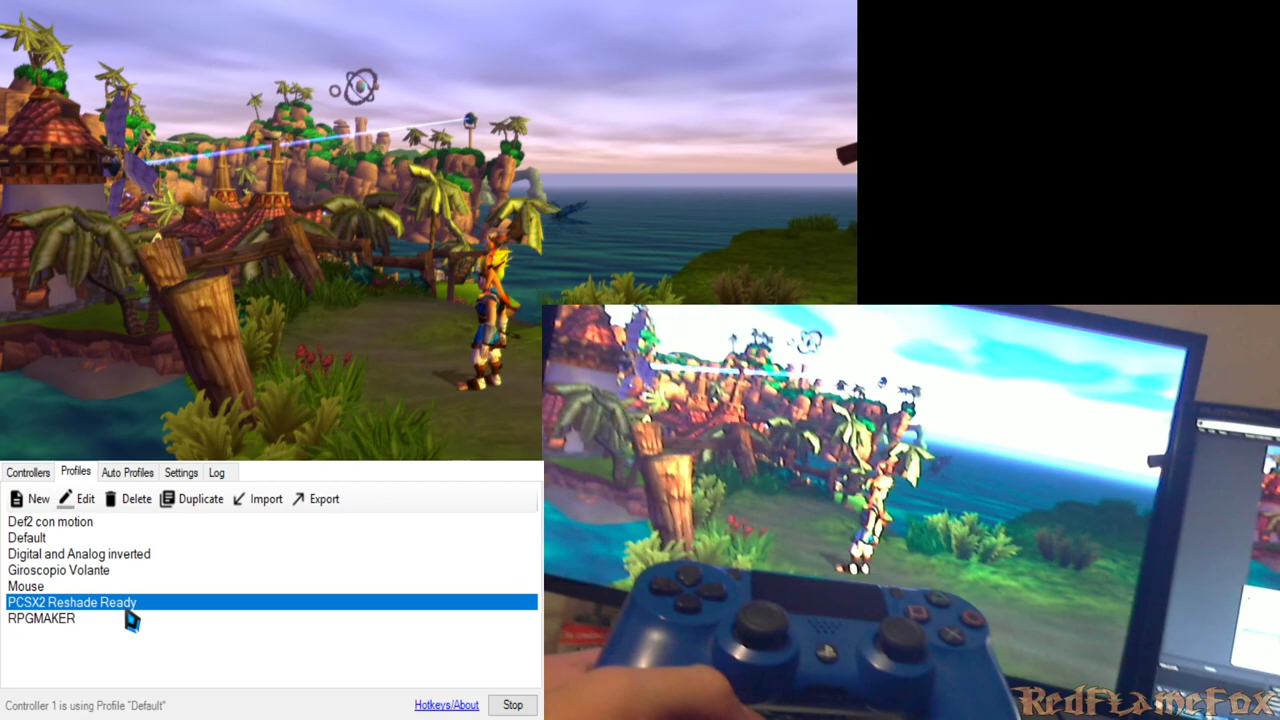 Controllers Profiles Auto Profiles Settings Log
New Edit Delete Duplicate Import Export
Def2 con motion
Default
Digital and Analog inverted
Giroscopio Volante
Mouse
PCSX2 Reshade Ready
RPGMAKER
Controller 1 is using Profile "Default"
Hotkeys/About
Stop
RedFlameFox